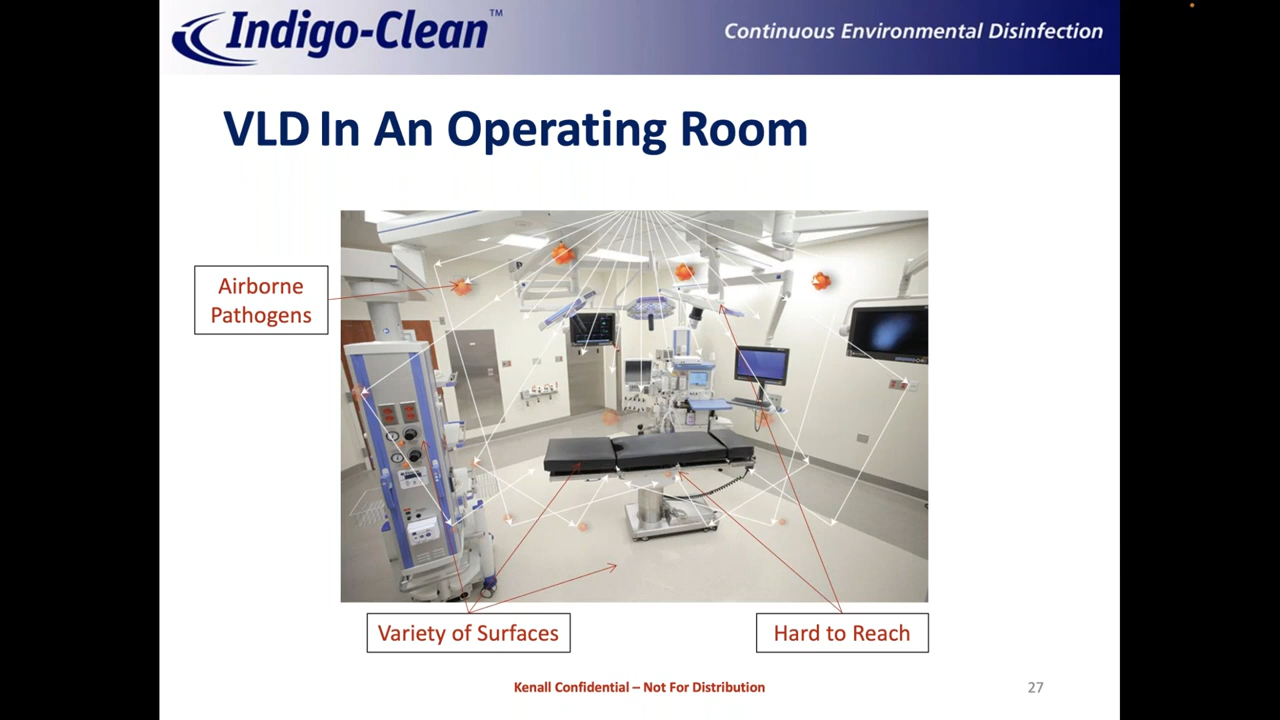 Indigo-Clean™
Continuous Environmental Disinfection
VLD In An Operating Room
Airborne
Pathogens
Variety of Surfaces
Hard to Reach
Kenall Confidential – Not For Distribution
27